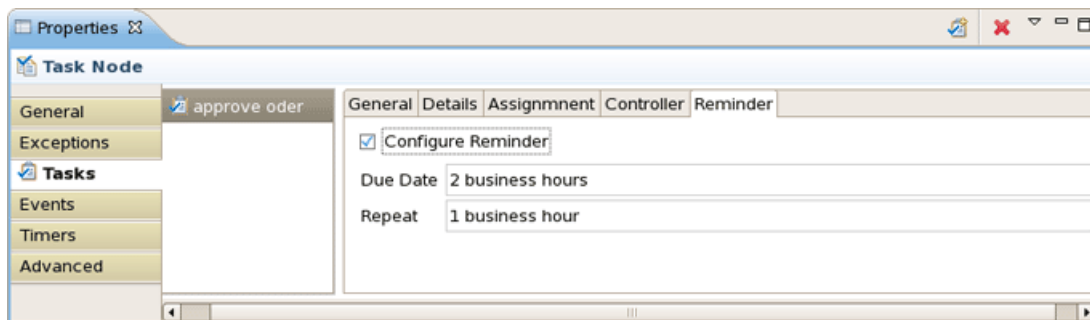 Properties
Task Node
General
Exceptions
Tasks
Events
Timers
Advanced
approve oder
General Details Assignmnent Controller Reminder
Configure Reminder
Due Date 2 business hours
Repeat 1 business hour